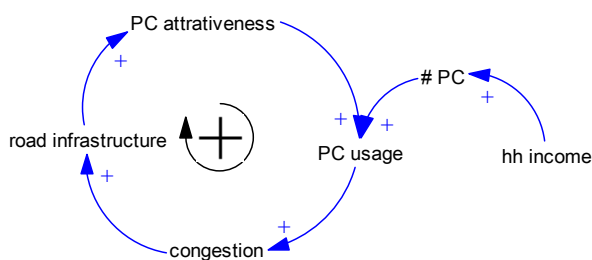 PC attrativeness
+
# PC
+
+
+
road infrastructure
+
PC usage
hh income
+
+
congestion